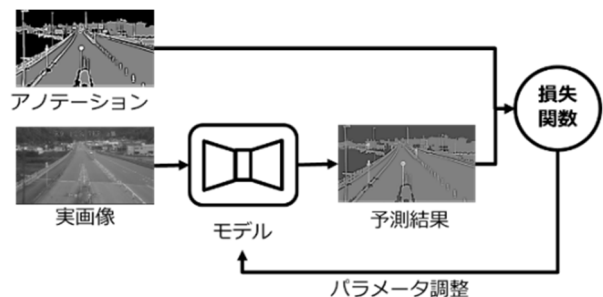 アノテーション
損失
関数
実画像
モデル
予測結果
パラメータ調整